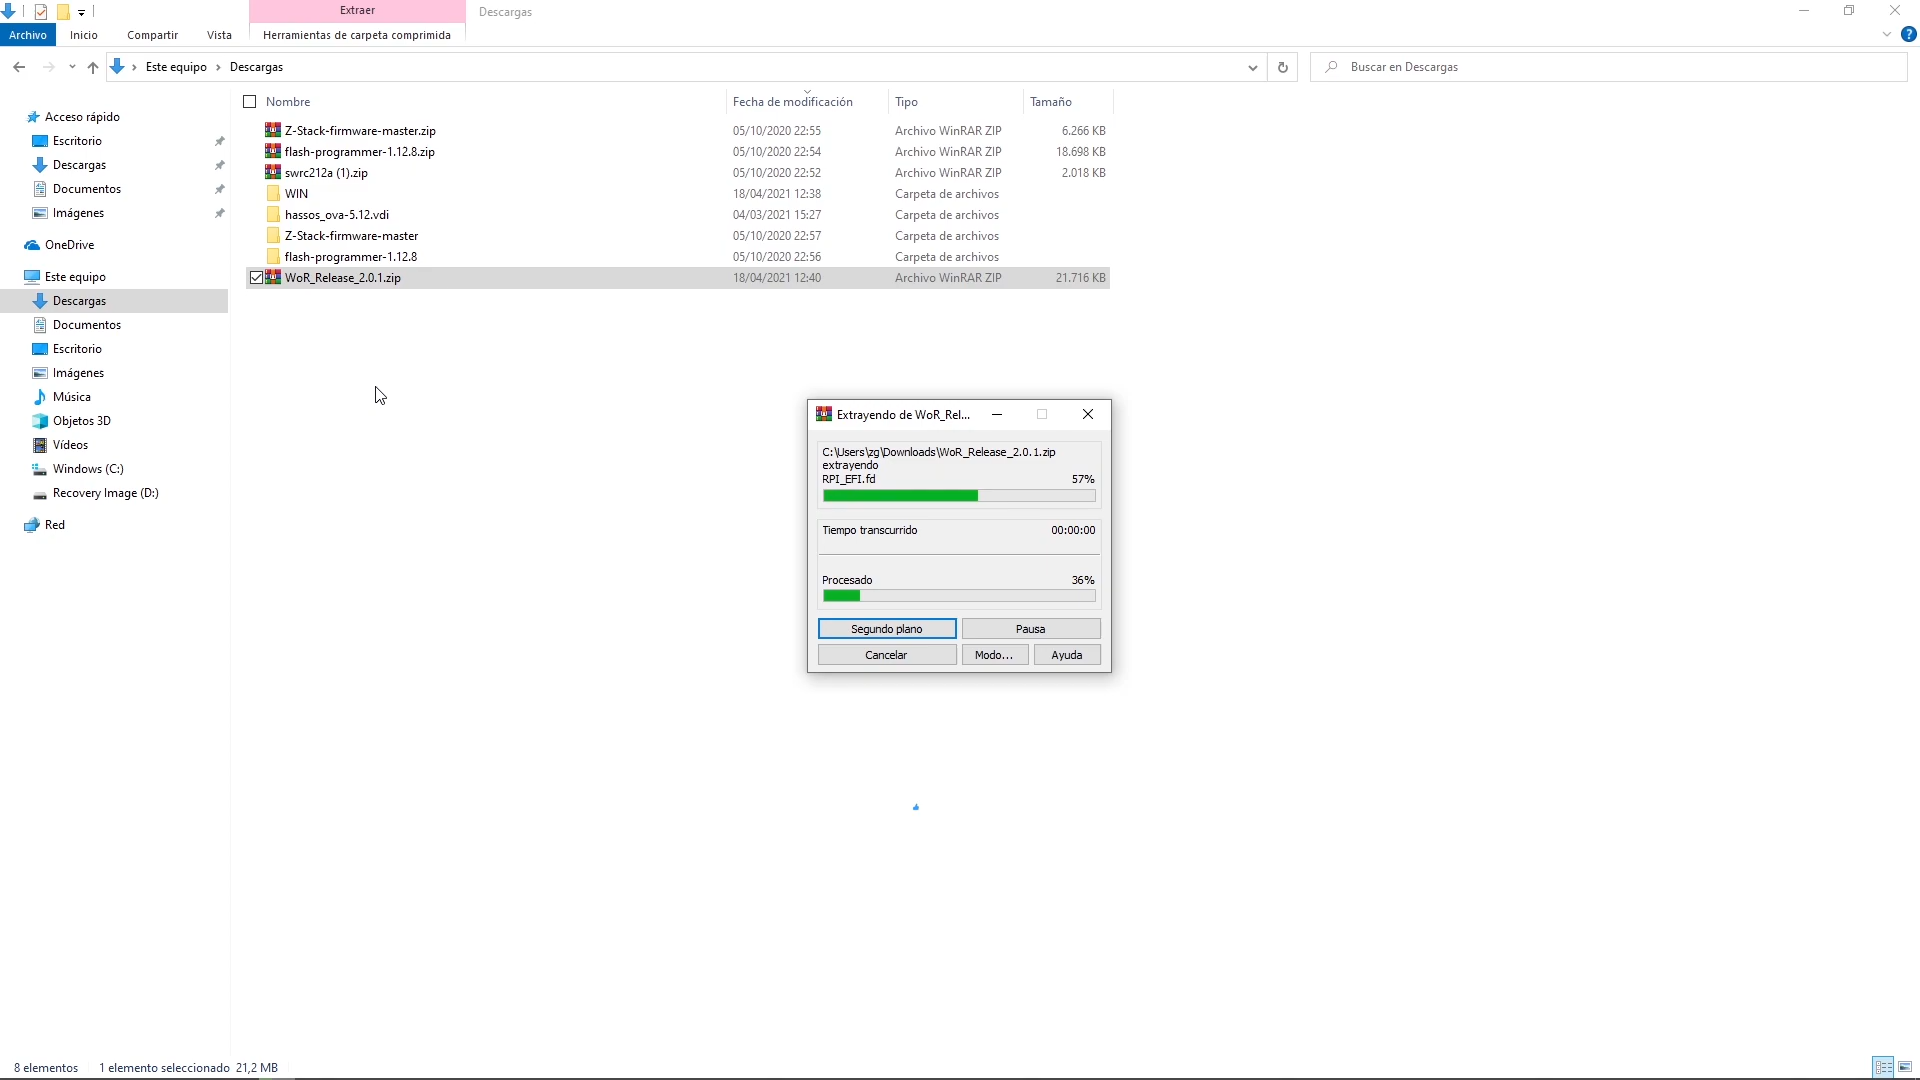 Extraer
Descargas
Archivo
Inicio
Compartir
Vista
Herramientas de carpeta comprimida
?
Este equipo
Descargas
Buscar en Descargas
Nombre
Fecha de modificación
Tipo
Tamaño
Z-Stack-firmware-master.zip 05/10/2020 22:55 Archivo WinRAR ZIP 6.266 KB
flash-programmer-1.12.8.zip 05/10/2020 22:54 Archivo WinRAR ZIP 18.698 KB
swrc212a (1).zip 05/10/2020 22:52 Archivo WinRAR ZIP 2.018 KB
WIN 18/04/2021 12:38 Carpeta de archivos
hassos_ova-5.12.vdi 04/03/2021 15:27 Carpeta de archivos
Z-Stack-firmware-master 05/10/2020 22:57 Carpeta de archivos
flash-programmer-1.12.8 05/10/2020 22:56 Carpeta de archivos
WoR_Release_2.0.1.zip 18/04/2021 12:40 Archivo WinRAR ZIP 21.716 KB
Acceso rápido
Escritorio
Descargas
Documentos
Imágenes
OneDrive
Este equipo
Descargas
Documentos
Escritorio
Imágenes
Música
Objetos 3D
Vídeos
Windows (C:)
Recovery Image (D:)
Red
Extrayendo de WoR_Rel...
C:\Users\zg\Downloads\WoR_Release_2.0.1.zip
extrayendo
RPI_EFI.fd 57%
Tiempo transcurrido 00:00:00
Procesado 36%
Segundo plano
Pausa
Cancelar
Modo...
Ayuda
8 elementos
1 elemento seleccionado 21,2 MB